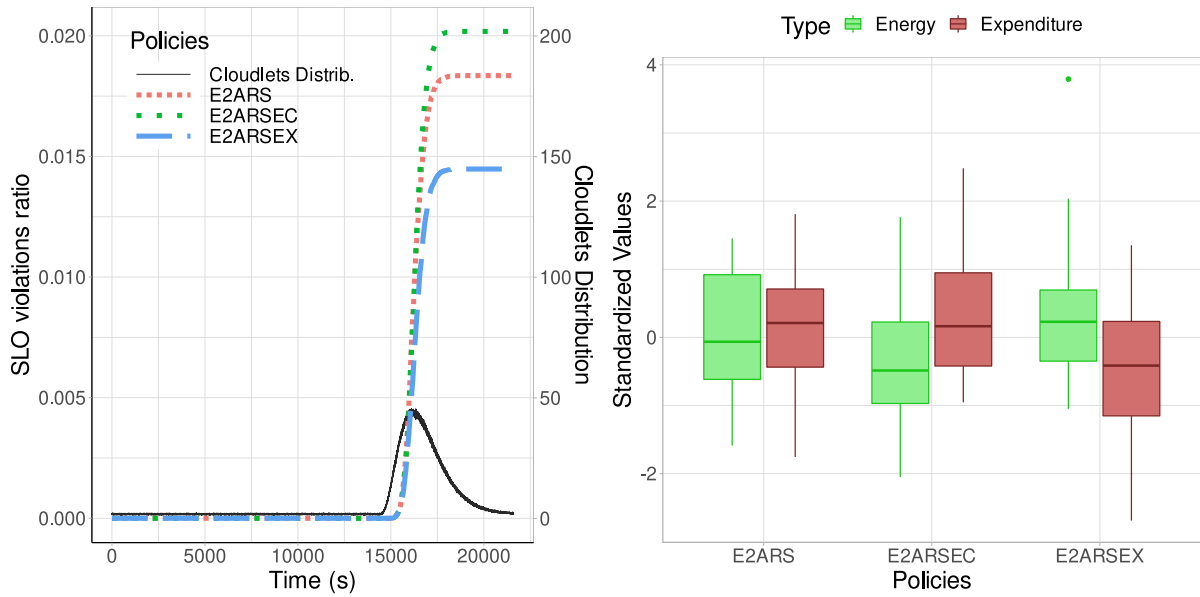 Policies
Cloudlets Distrib.
E2ARS
E2ARSEC
E2ARSEX
SLO violations ratio
0.020
0.015
0.010
0.005
0.000
200
150
100
50
0
Cloudlets Distribution
0
5000
10000
15000
20000
Time (s)
Type
Energy
Expenditure
Standardized Values
4
2
0
-2
E2ARS
E2ARSEC
E2ARSEX
Policies